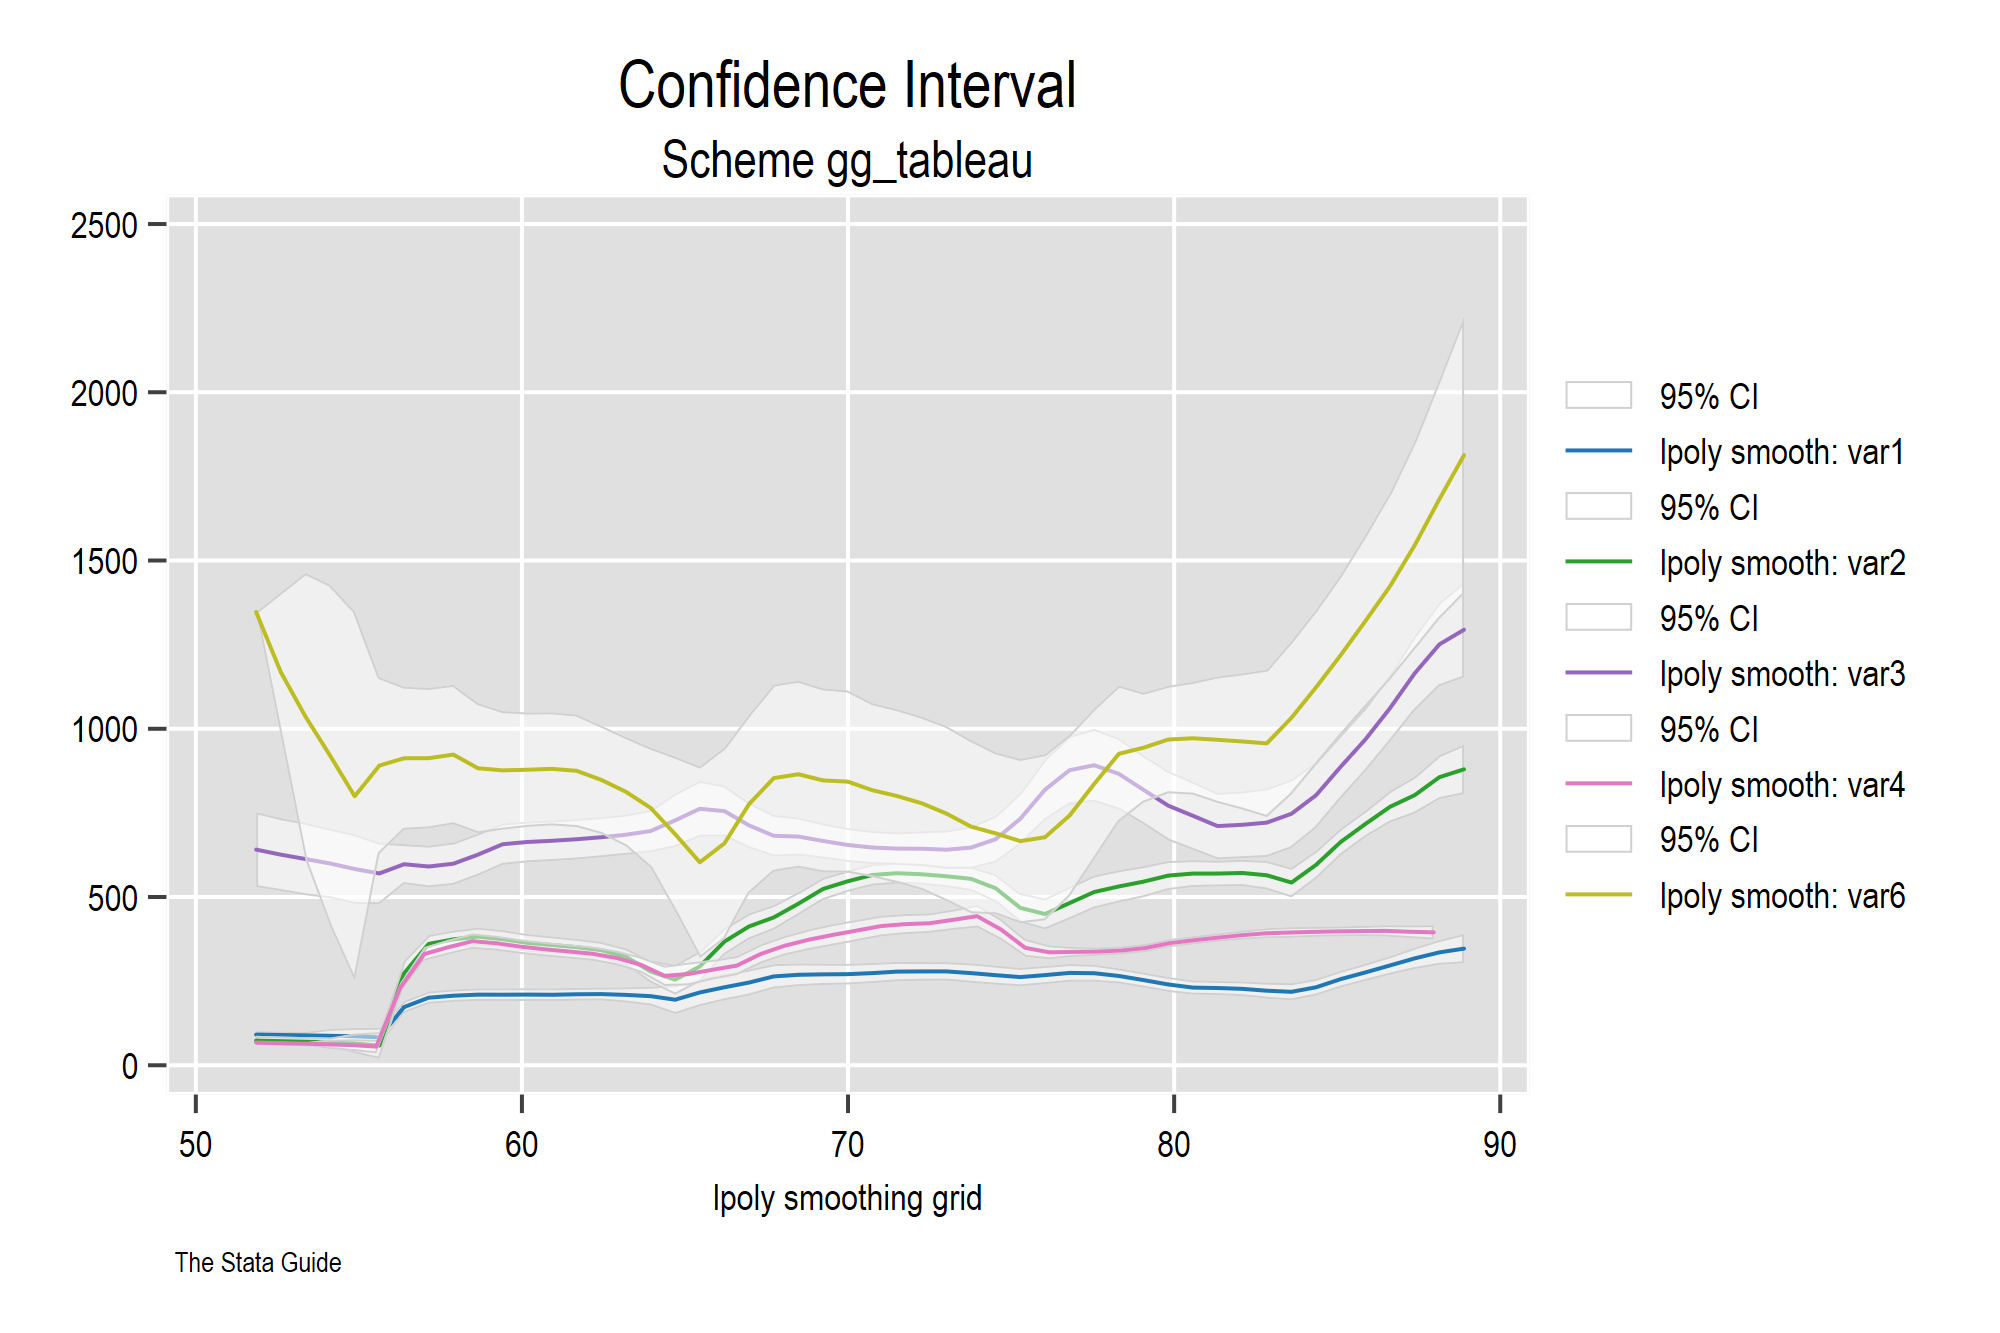 Confidence Interval
Scheme gg_tableau
2500
2000
1500
1000
500
0
50 60 70 80 90
lpoly smoothing grid
95% CI
lpoly smooth: var1
95% CI
lpoly smooth: var2
95% CI
lpoly smooth: var3
95% CI
lpoly smooth: var4
95% CI
lpoly smooth: var6
The Stata Guide